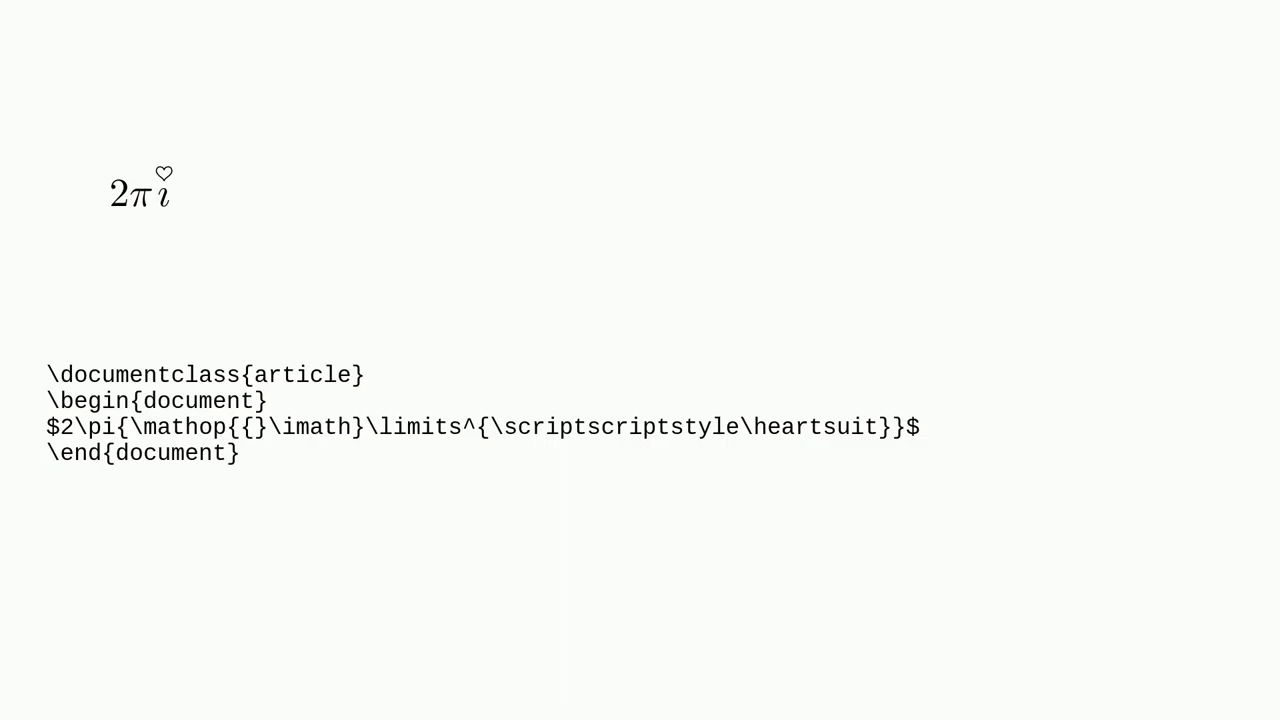 2πı♡
\documentclass{article}
\begin{document}
$2\pi{\mathop{{}\imath}\limits^{\scriptscriptstyle\heartsuit}}$
\end{document}